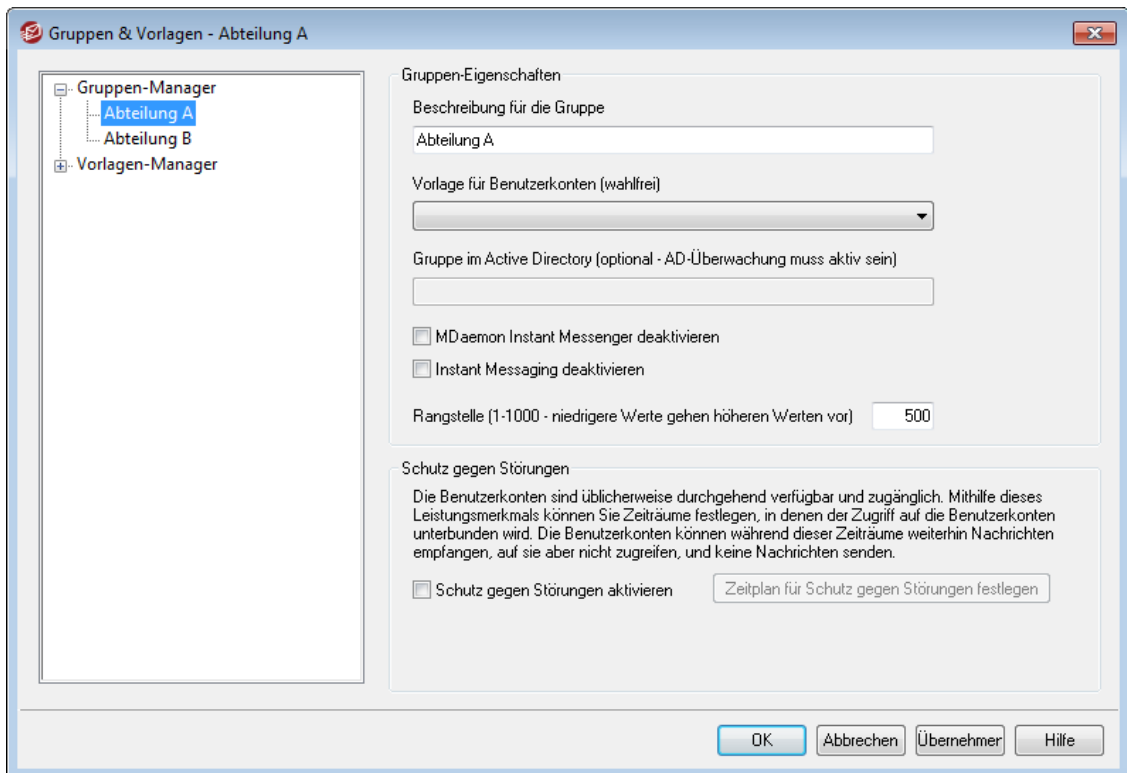 Gruppen & Vorlagen - Abteilung A
Gruppen-Manager
Abteilung A
Abteilung B
Vorlagen-Manager
Gruppen-Eigenschaften
Beschreibung für die Gruppe
Abteilung A
Vorlage für Benutzerkonten (wahlfrei)
Gruppe im Active Directory (optional - AD-Überwachung muss aktiv sein)
MDaemon Instant Messenger deaktivieren
Instant Messaging deaktivieren
Rangstelle (1-1000 - niedrigere Werte gehen höheren Werten vor) 500
Schutz gegen Störungen
Die Benutzerkonten sind üblicherweise durchgehend verfügbar und zugänglich. Mithilfe dieses
Leistungsmerkmals können Sie Zeiträume festlegen, in denen der Zugriff auf die Benutzerkonten
unterbunden wird. Die Benutzerkonten können während dieser Zeiträume weiterhin Nachrichten
empfangen, auf sie aber nicht zugreifen, und keine Nachrichten senden.
Schutz gegen Störungen aktivieren Zeitplan für Schutz gegen Störungen festlegen
OK Abbrechen Übernehmer Hilfe